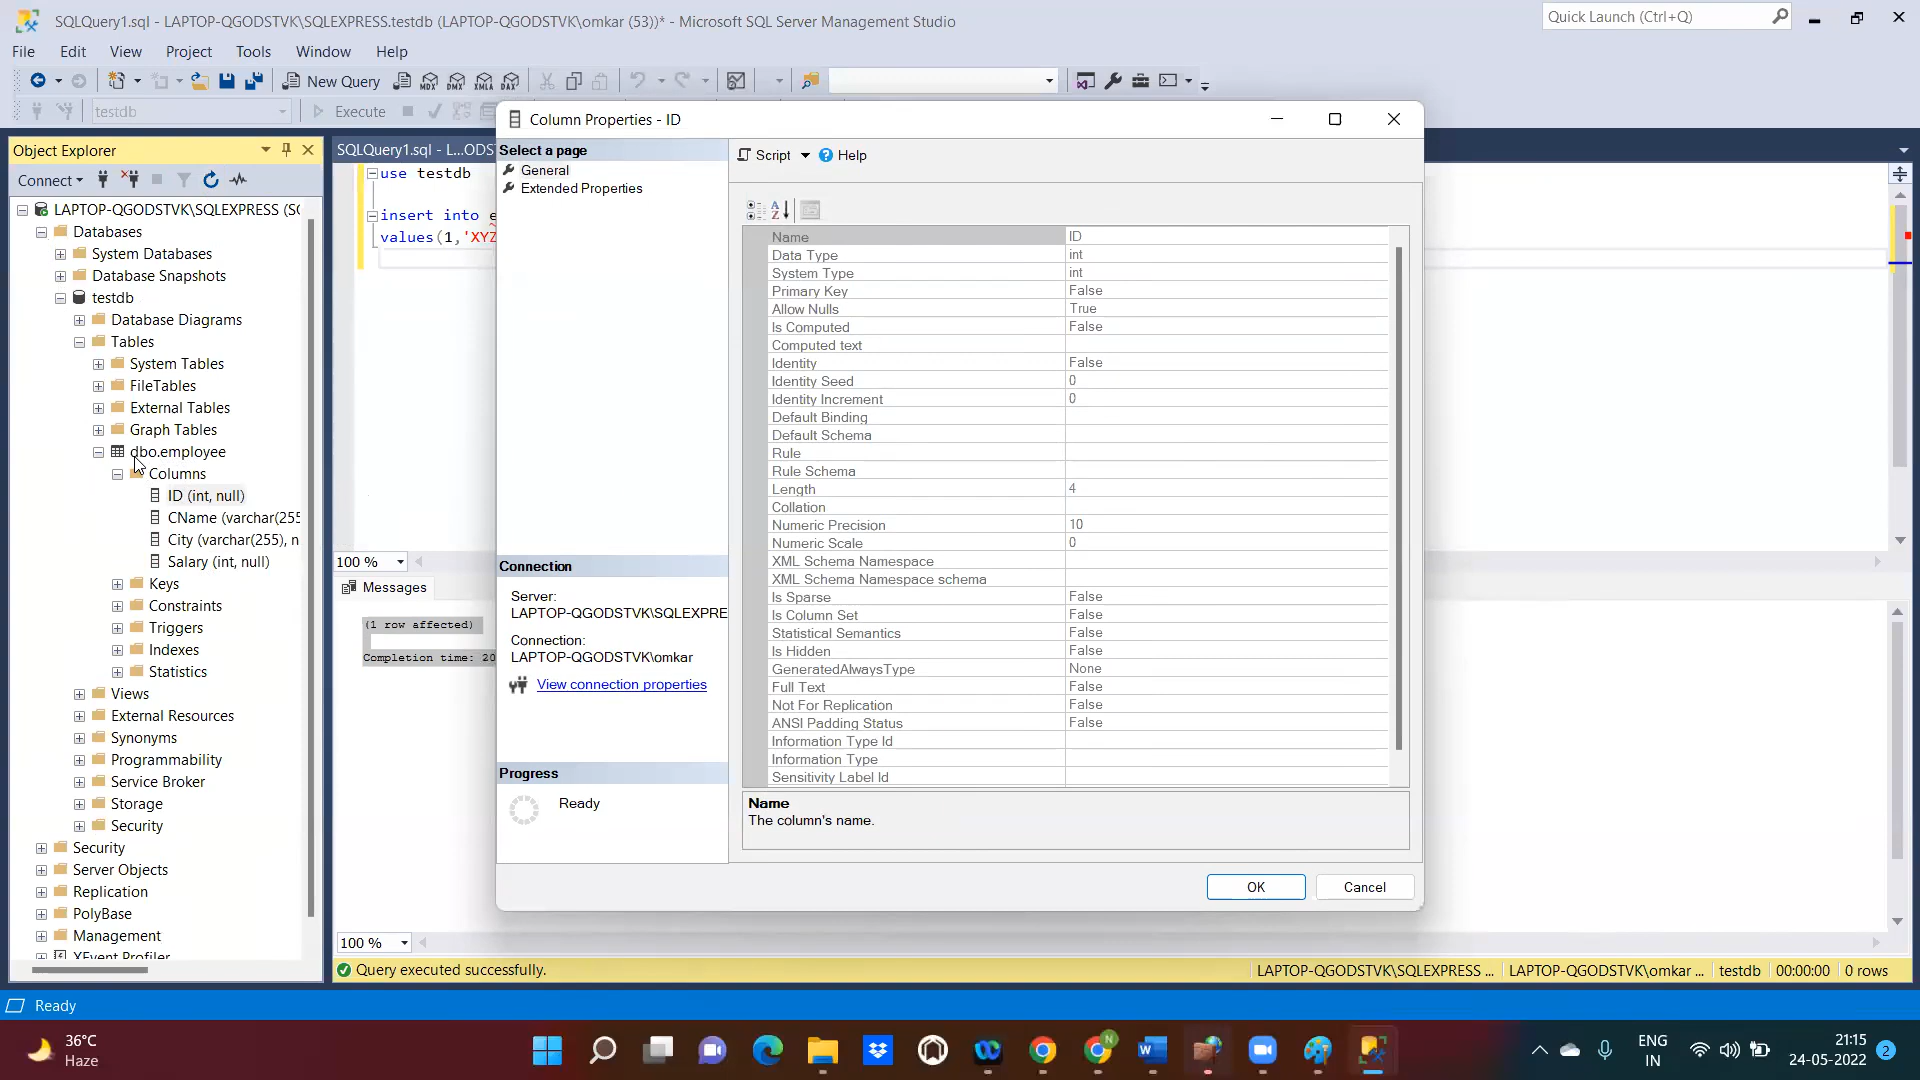 SQLQuery1.sql - LAPTOP-QGODSTVK\SQLEXPRESS.testdb (LAPTOP-QGODSTVK\omkar (53))* - Microsoft SQL Server Management Studio
Quick Launch (Ctrl+Q)
File Edit View Project Tools Window Help
New Query
MDX DMX XMLA DAX
testdb
Execute
Object Explorer
Connect
LAPTOP-QGODSTVK\SQLEXPRESS (SC
Databases
System Databases
Database Snapshots
testdb
Database Diagrams
Tables
System Tables
FileTables
External Tables
Graph Tables
dbo.employee
Columns
ID (int, null)
CName (varchar(255
City (varchar(255), n
Salary (int, null)
Keys
Constraints
Triggers
Indexes
Statistics
Views
External Resources
Synonyms
Programmability
Service Broker
Storage
Security
Security
Server Objects
Replication
PolyBase
Management
XEvent Profiler
SQLQuery1.sql - L...ODS
use testdb
insert into e
values(1,'XYZ
100 %
Messages
(1 row affected)
Completion time: 20
100 %
Query executed successfully.
LAPTOP-QGODSTVK\SQLEXPRESS ...
LAPTOP-QGODSTVK\omkar ...
testdb
00:00:00
0 rows
Column Properties - ID
Select a page
General
Extended Properties
Connection
Server:
LAPTOP-QGODSTVK\SQLEXPRE
Connection:
LAPTOP-QGODSTVK\omkar
View connection properties
Progress
Ready
Script
Help
Name ID
Data Type int
System Type int
Primary Key False
Allow Nulls True
Is Computed False
Computed text
Identity False
Identity Seed 0
Identity Increment 0
Default Binding
Default Schema
Rule
Rule Schema
Length 4
Collation
Numeric Precision 10
Numeric Scale 0
XML Schema Namespace
XML Schema Namespace schema
Is Sparse False
Is Column Set False
Statistical Semantics False
Is Hidden False
GeneratedAlwaysType None
Full Text False
Not For Replication False
ANSI Padding Status False
Information Type Id
Information Type
Sensitivity Label Id
Name
The column's name.
OK
Cancel
Ready
36°C
Haze
ENG
IN
21:15
24-05-2022
2